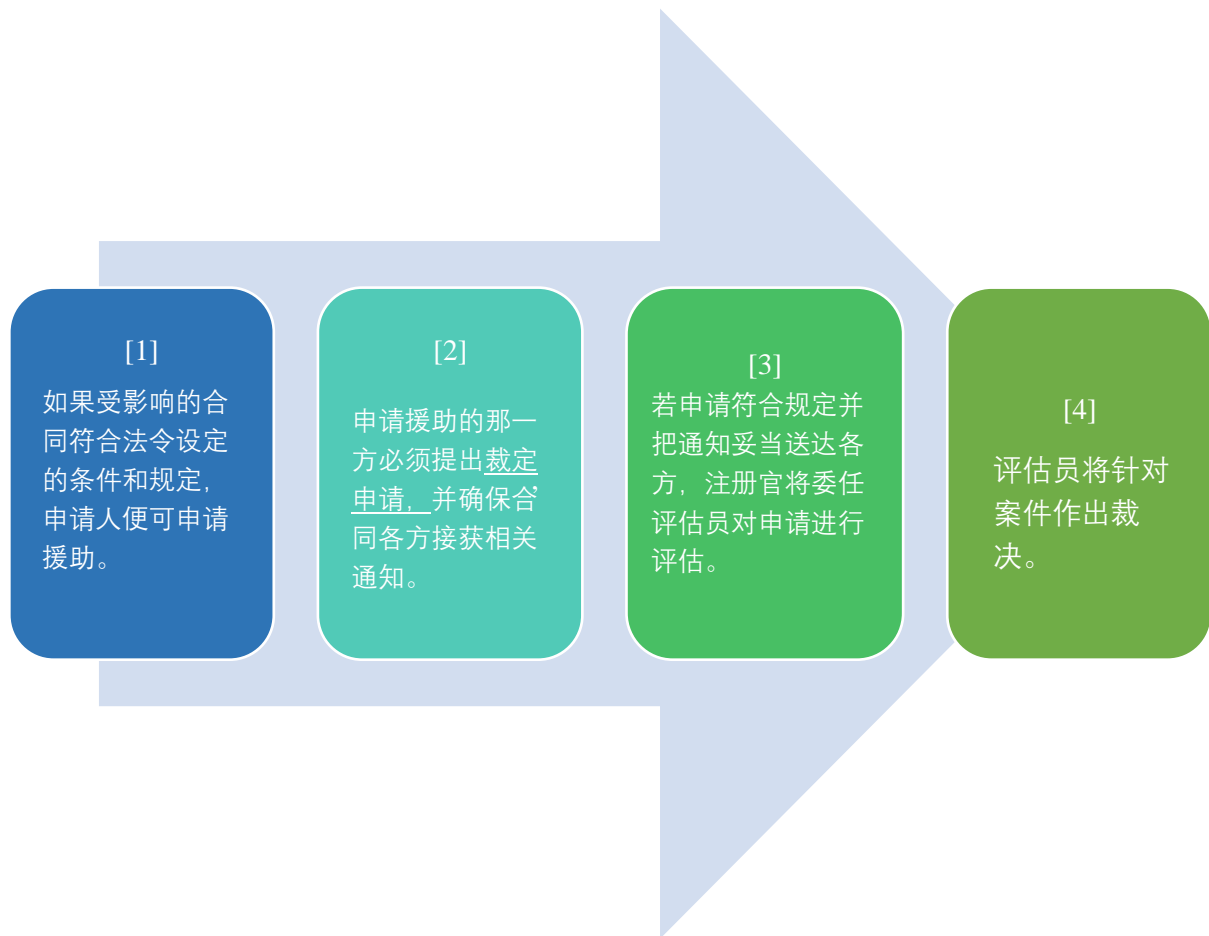 [1]
如果受影响的合
同符合法令设定
的条件和规定，
申请人便可申请
援助。
[2]
申请援助的那一
方必须提出裁定
申请，并确保合
同各方接获相关
通知。
[3]
若申请符合规定并
把通知妥当送达各
方，注册官将委任
评估员对申请进行
评估。
[4]
评估员将针对
案件作出裁
决。